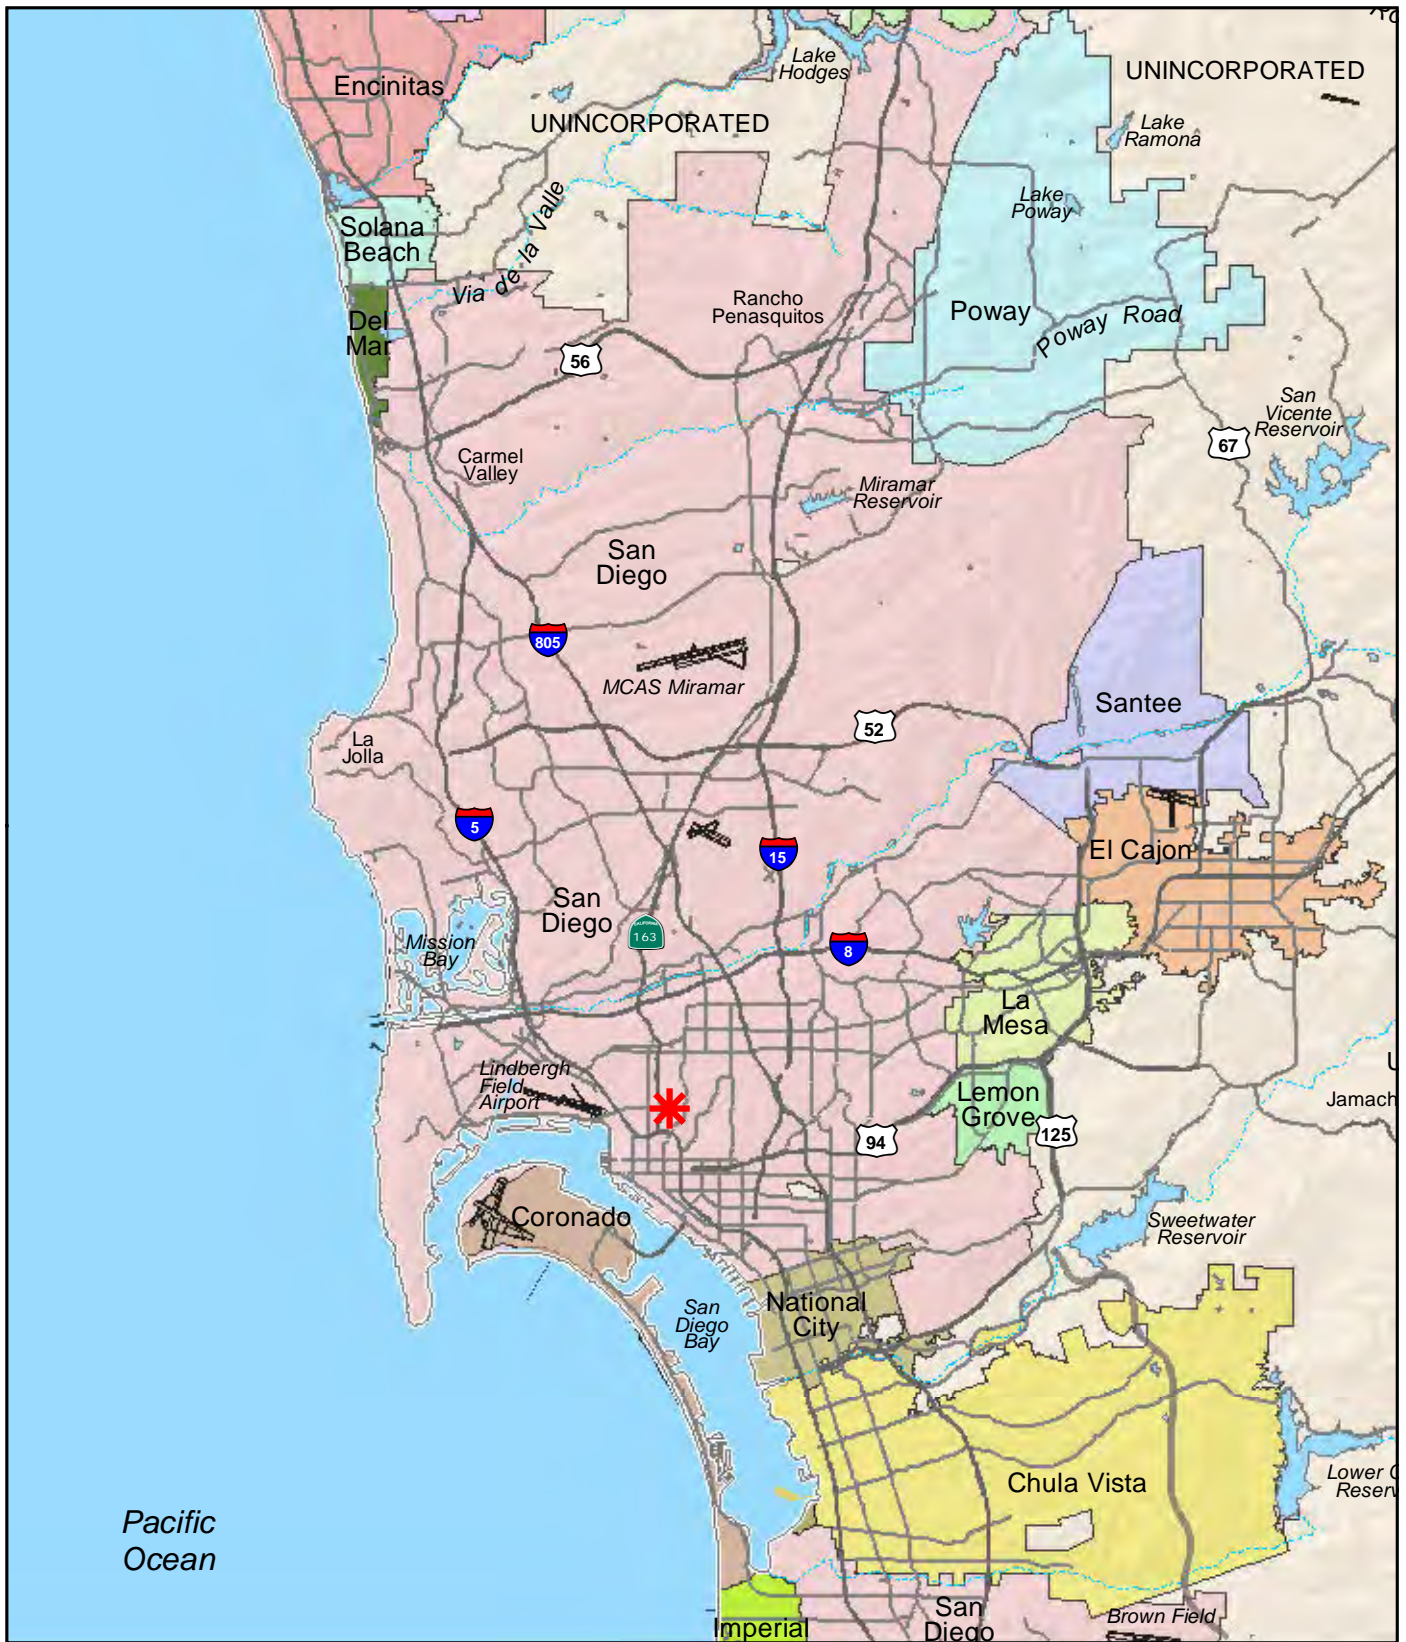 Lake
Hodges
Encinitas
UNINCORPORATED
UNINCORPORATED
Lake
Ramona
Lake
Poway
Solana
Beach
Via de la Valle
Del
Mar
Rancho
Penasquitos
Poway
Poway Road
56
San
Vicente
Reservoir
67
Carmel
Valley
Miramar
Reservoir
San
Diego
805
MCAS Miramar
Santee
52
La
Jolla
5
15
El Cajon
San
Diego
CALIFORNIA
163
Mission
Bay
8
La
Mesa
Lindbergh
Field
Airport
Lemon
Grove
Jamach
94
125
Coronado
Sweetwater
Reservoir
San
Diego
Bay
National
City
Chula Vista
Lower
Reserv
Pacific
Ocean
Imperial
San
Diego
Brown Field